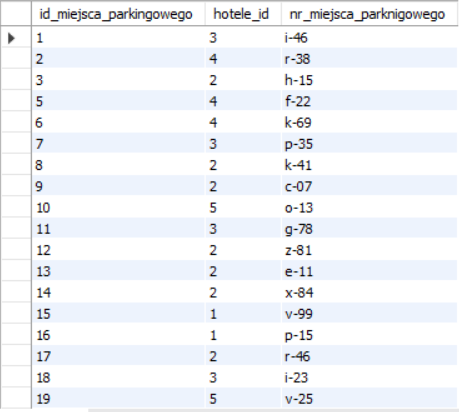 id_miejsca_parkingowego hotele_id nr_miejsca_parknigowego
1 3 i-46
2 4 r-38
3 2 h-15
5 4 f-22
6 4 k-69
7 3 p-35
8 2 k-41
9 2 c-07
10 5 o-13
11 3 g-78
12 2 z-81
13 2 e-11
14 2 x-84
15 1 v-99
16 1 p-15
17 2 r-46
18 3 i-23
19 5 v-25